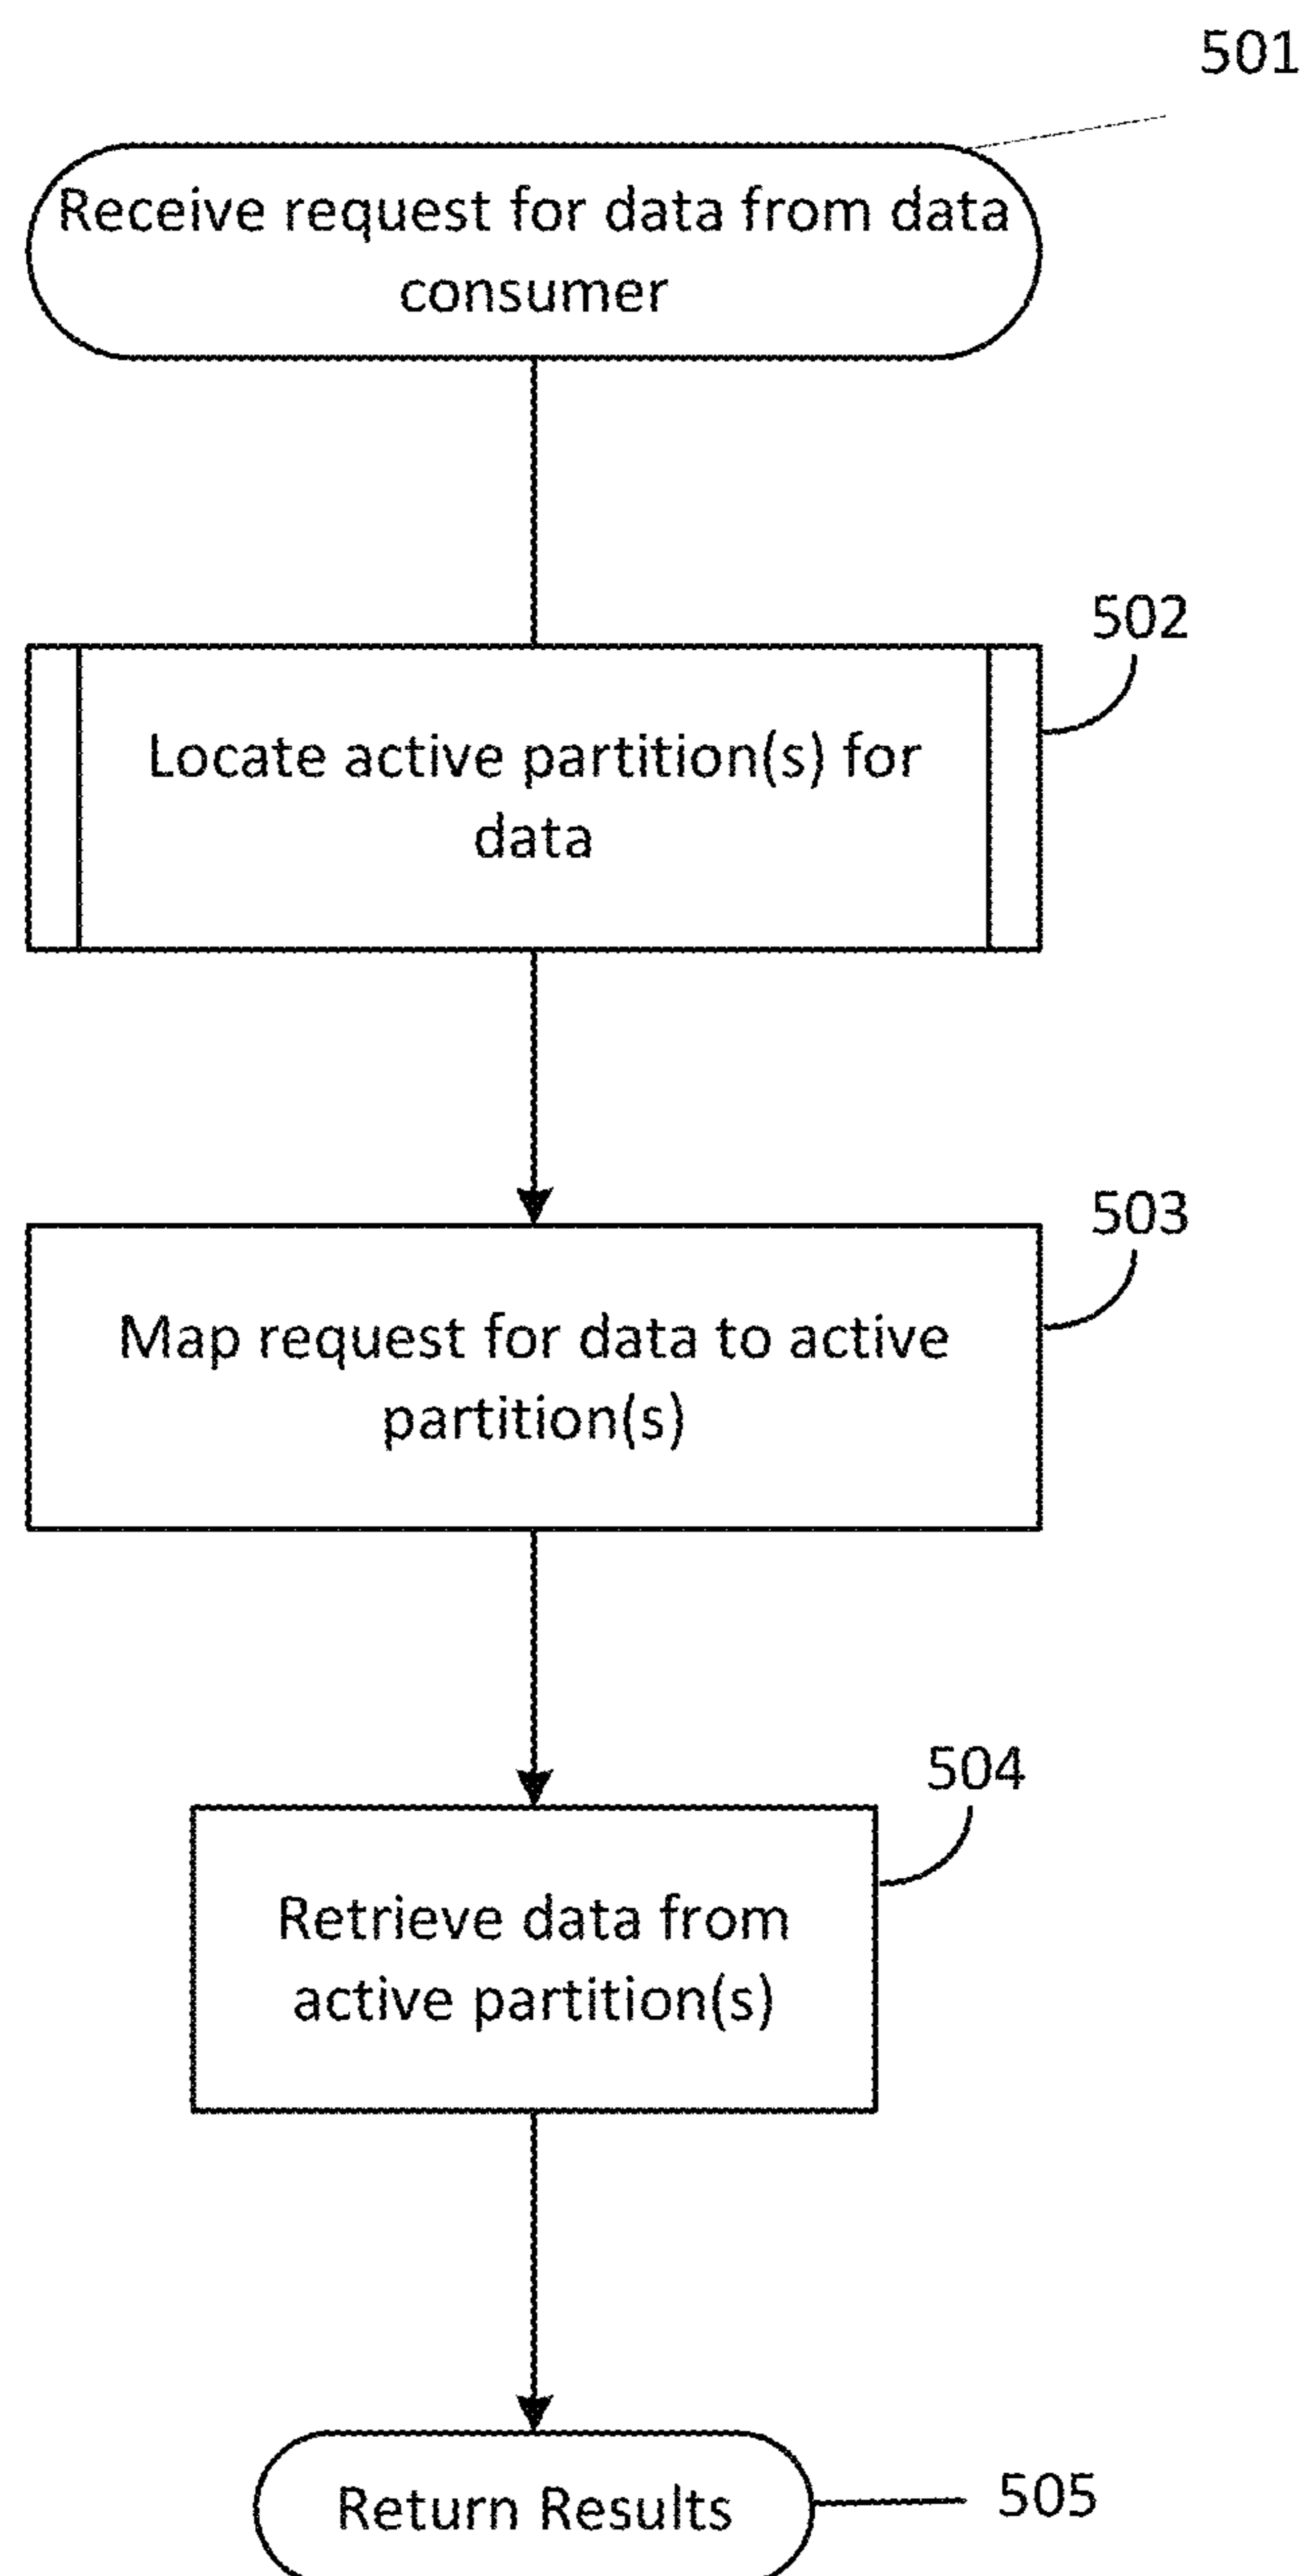 501
Receive request for data from data
consumer
502
Locate active partition(s) for
data
503
Map request for data to active
partition(s)
504
Retrieve data from
active partition(s)
Return Results
505